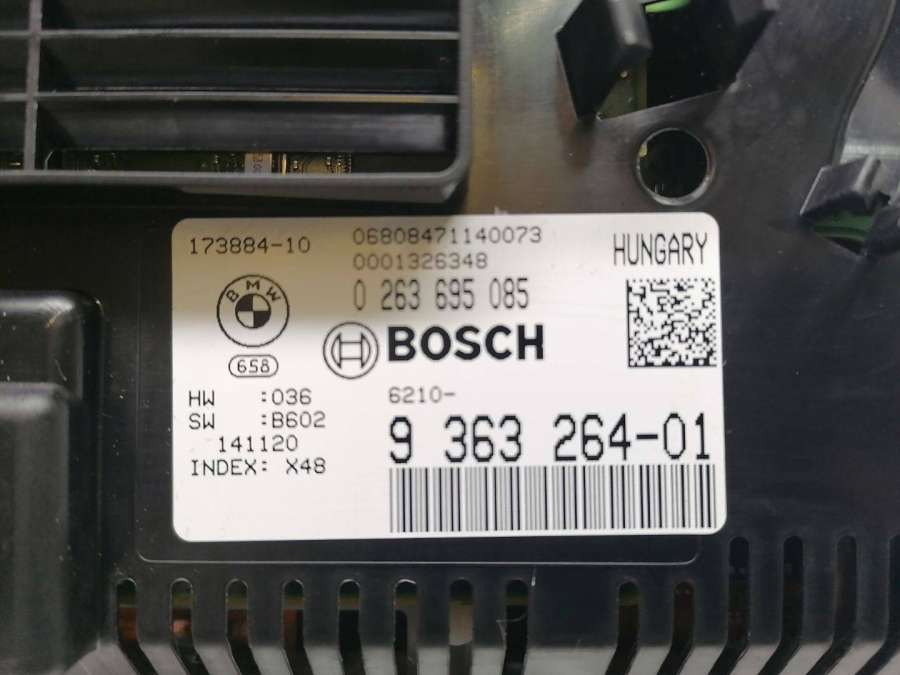 173884-10
06808471140073
HUNGARY
0001326348
0 263 695 085
BMW
658
BOSCH
HW :036
6210-
SW :B602
9 363 264-01
141120
INDEX: X48